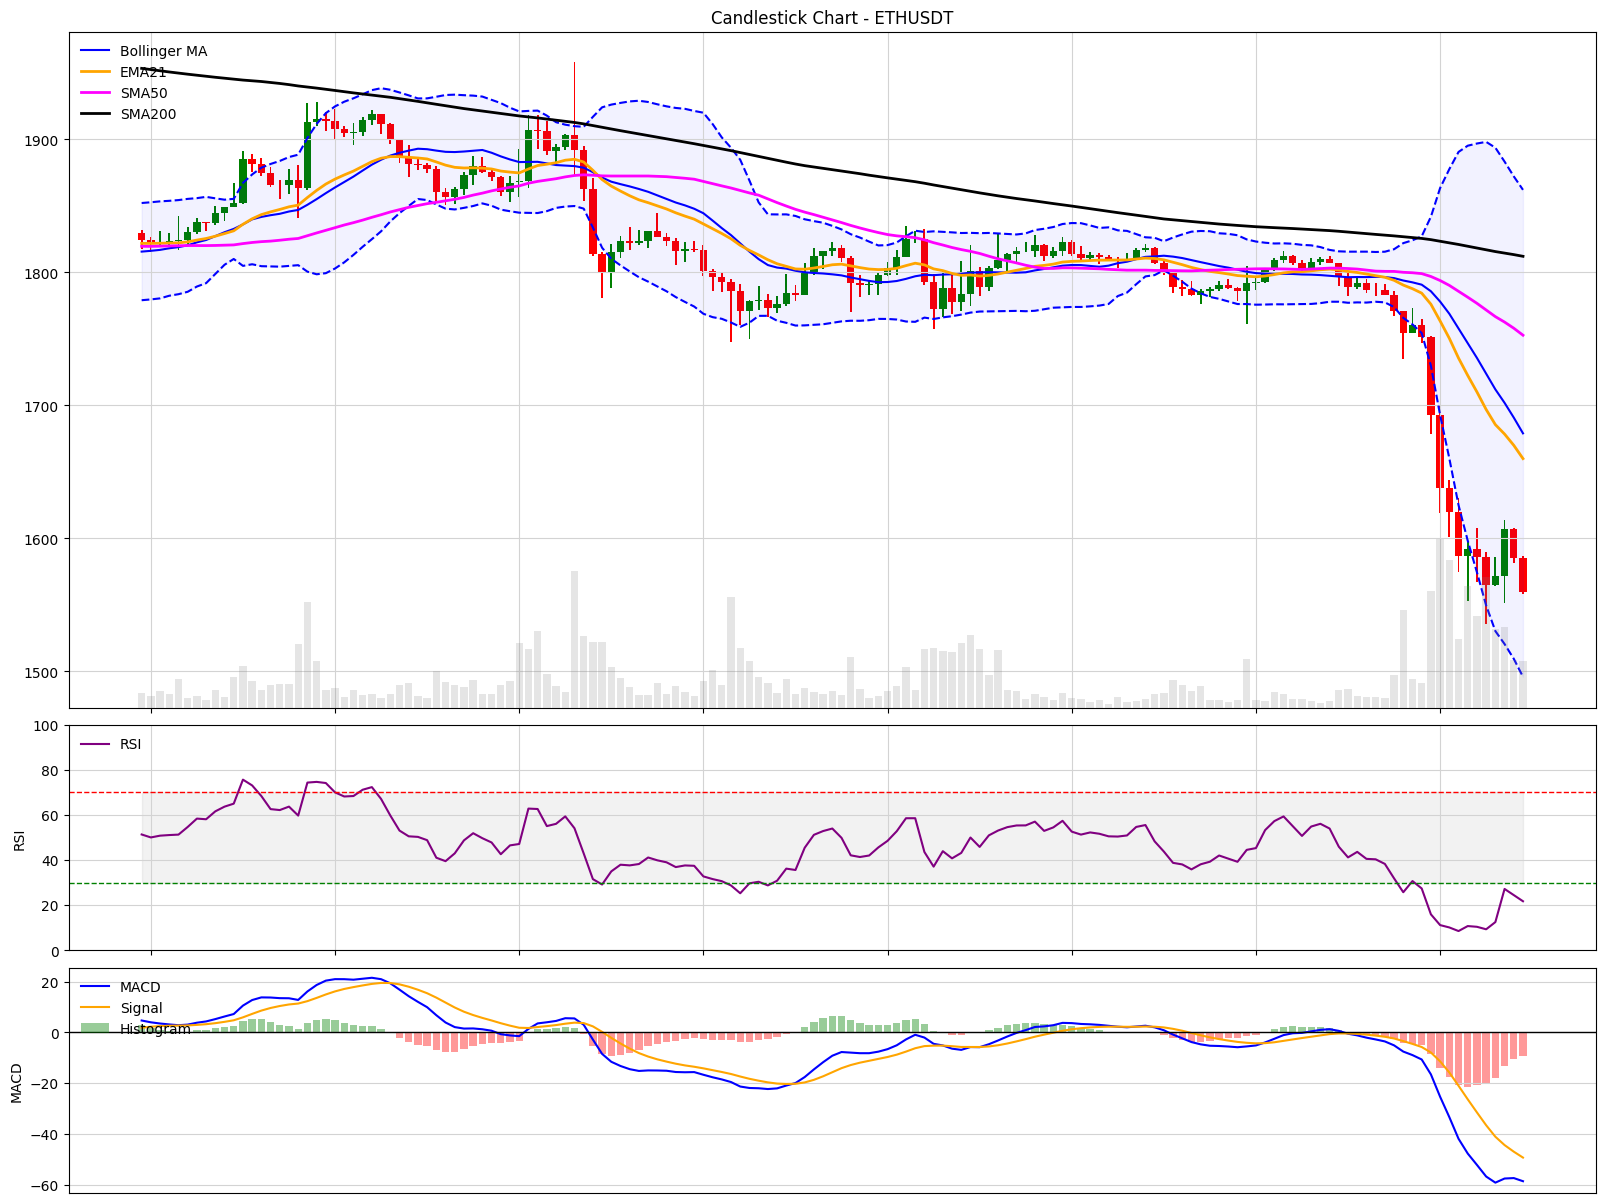 Candlestick Chart - ETHUSDT
Bollinger MA
EMA21
SMA50
SMA200
1900
1800
1700
1600
1500
RSI
100
80
60
40
20
0
RSI
MACD
Signal
Histogram
20
0
−20
−40
−60
MACD